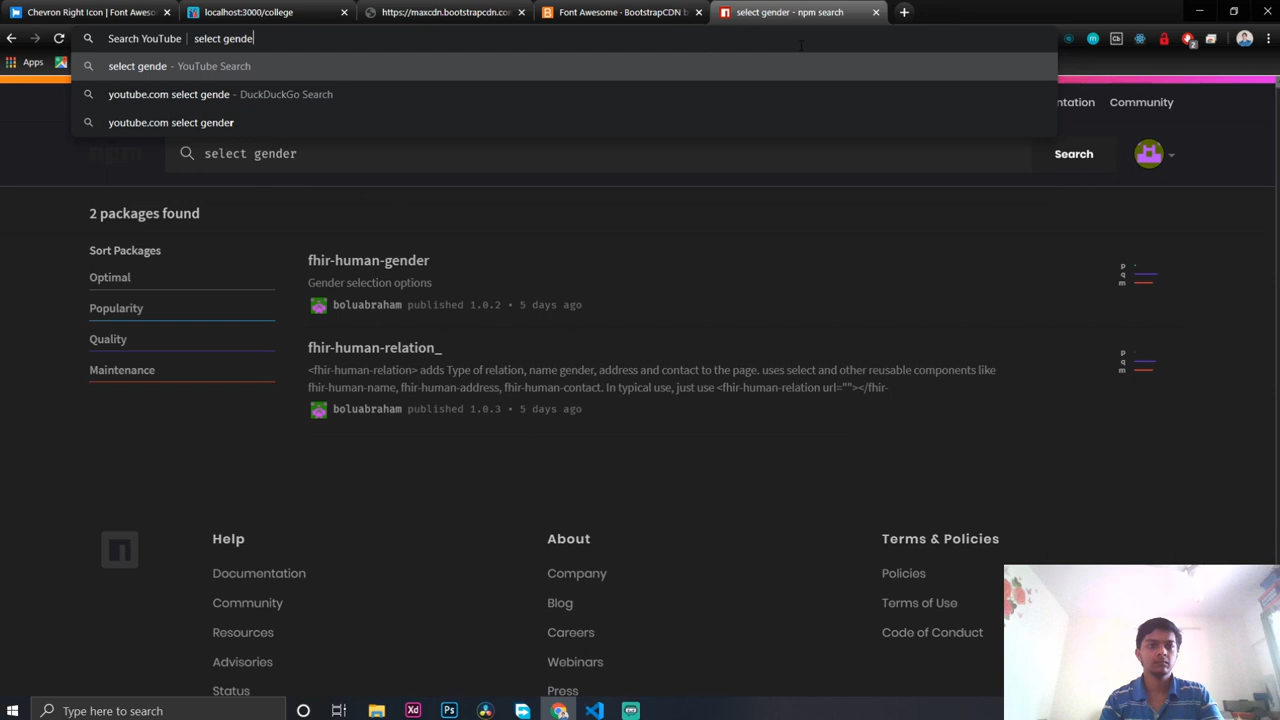 Chevron Right Icon | Font Aweso
localhost:3000/college
https://maxcdn.bootstrapcdn.con
Font Awesome · BootstrapCDN b
select gender - npm search
Search YouTube select gende
Apps
select gende - YouTube Search
youtube.com select gende - DuckDuckGo Search
youtube.com select gender
ntation
Community
select gender
Search
2 packages found
Sort Packages
Optimal
Popularity
Quality
Maintenance
fhir-human-gender
Gender selection options
boluabraham published 1.0.2 • 5 days ago
p
q
m
fhir-human-relation_
<fhir-human-relation> adds Type of relation, name gender, address and contact to the page. uses select and other reusable components like
fhir-human-name, fhir-human-address, fhir-human-contact. In typical use, just use <fhir-human-relation url=""></fhir-
boluabraham published 1.0.3 • 5 days ago
p
q
m
Help
Documentation
Community
Resources
Advisories
Status
About
Company
Blog
Careers
Webinars
Press
Terms & Policies
Policies
Terms of Use
Code of Conduct
Type here to search
Xd
Ps